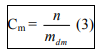 Cm = n / mdm (3)